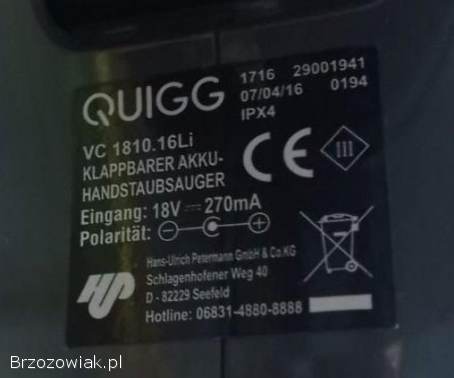 QUIGG
1716 29001941
07/04/16 0194
IPX4
VC 1810.16Li
KLAPPBARER AKKU-
HANDSTAUBSAUGER
Eingang: 18V ⎓ 270mA
Polarität:
CE
III
Hans-Ulrich Petermann GmbH & Co.KG
Schlagenhofener Weg 40
D - 82229 Seefeld
Hotline: 06831-4880-8888
HUP
Brzozowiak.pl